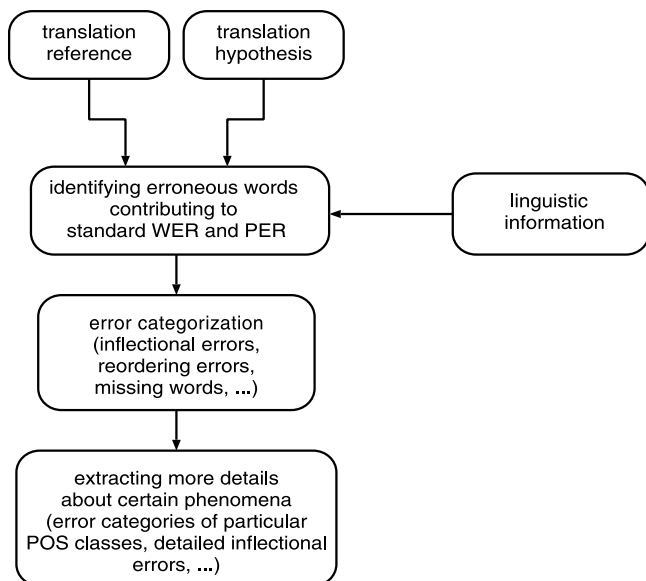 translation
reference
translation
hypothesis
identifying erroneous words
contributing to
standard WER and PER
linguistic
information
error categorization
(inflectional errors,
reordering errors,
missing words, ...)
extracting more details
about certain phenomena
(error categories of particular
POS classes, detailed inflectional
errors, ...)